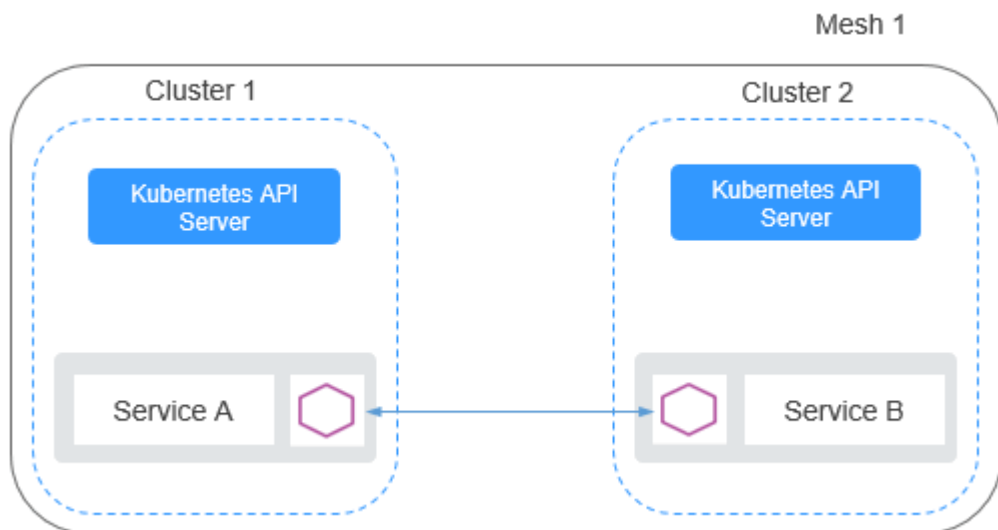 Mesh 1
Cluster 1
Cluster 2
Kubernetes API
Server
Kubernetes API
Server
Service A
Service B